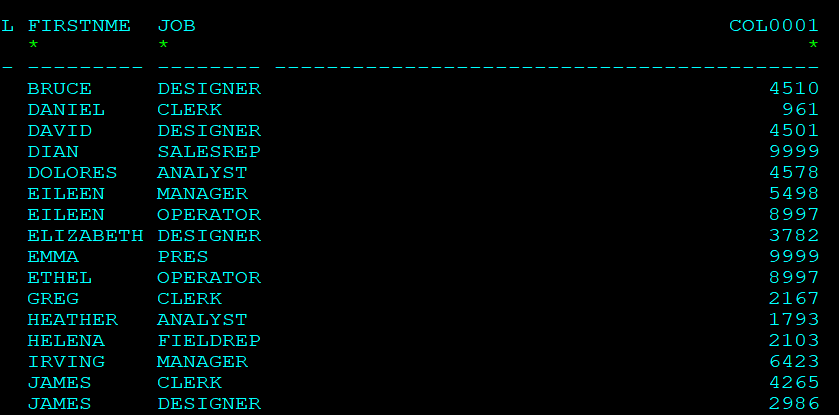 L FIRSTNME JOB COL0001
* * *
- --------- -------- ------------------------------------------
BRUCE DESIGNER 4510
DANIEL CLERK 961
DAVID DESIGNER 4501
DIAN SALESREP 9999
DOLORES ANALYST 4578
EILEEN MANAGER 5498
EILEEN OPERATOR 8997
ELIZABETH DESIGNER 3782
EMMA PRES 9999
ETHEL OPERATOR 8997
GREG CLERK 2167
HEATHER ANALYST 1793
HELENA FIELDREP 2103
IRVING MANAGER 6423
JAMES CLERK 4265
JAMES DESIGNER 2986